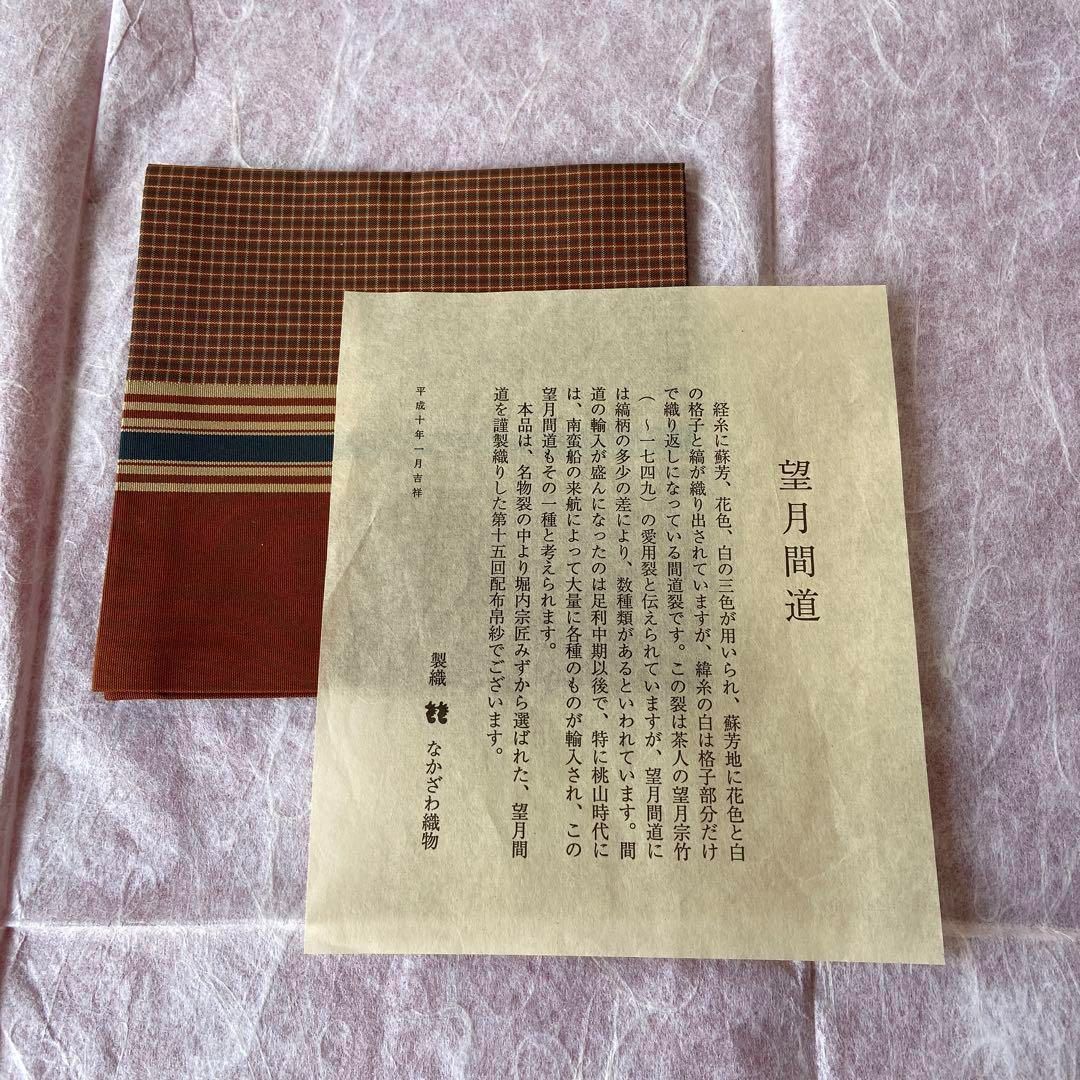 望月間道
経糸に蘇芳、花色、白の三色が用いられ、蘇芳地に花色と白
の格子と縞が織り出されていますが、緯糸の白は格子部分だけ
で織り返しになっている間道裂です。この裂は茶人の望月宗竹
(　～一七四九)の愛用裂と伝えられていますが、望月間道に
は縞柄の多少の差により、数種類があるといわれています。間
道の輸入が盛んになったのは足利中期以後で、特に桃山時代に
は、南蛮船の来航によって大量に各種のものが輸入され、この
望月間道もその一種と考えられます。
本品は、名物裂の中より堀内宗匠みずから選ばれた、望月間
道を謹製織りした第十五回配布帛紗でございます。
平成十年一月吉祥
製織 なかざわ織物